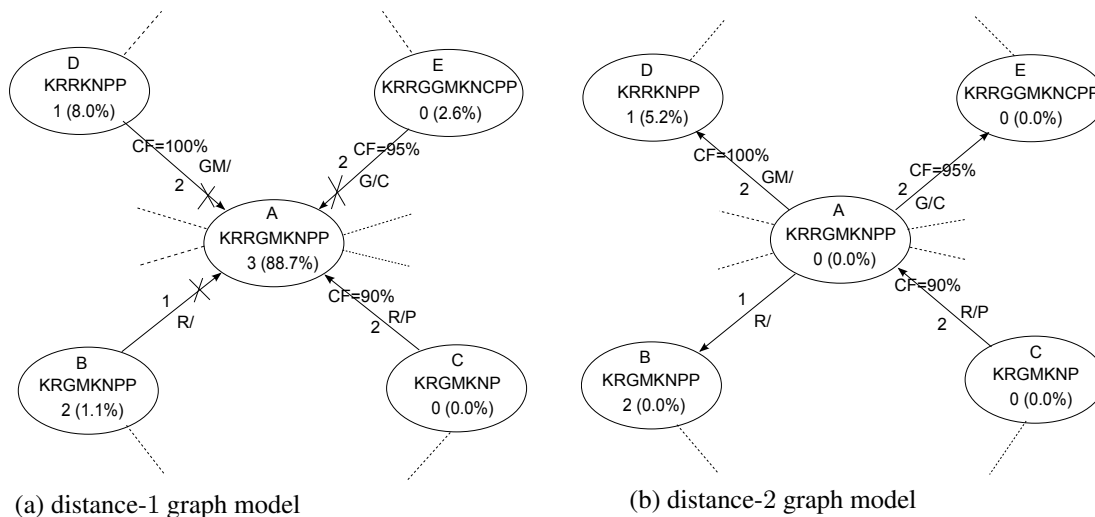 D
KRRKNPP
1 (8.0%)
E
KRRGGMKNCPP
0 (2.6%)
CF=100%
GM/
2
CF=95%
2
G/C
A
KRRGMKNPP
3 (88.7%)
1
R/
CF=90%
R/P
2
B
KRGMKNPP
2 (1.1%)
C
KRGMKNP
0 (0.0%)
(a) distance-1 graph model
D
KRRKNPP
1 (5.2%)
E
KRRGGMKNCPP
0 (0.0%)
CF=100%
GM/
2
CF=95%
2
G/C
A
KRRGMKNPP
0 (0.0%)
1
R/
CF=90%
R/P
2
B
KRGMKNPP
2 (0.0%)
C
KRGMKNP
0 (0.0%)
(b) distance-2 graph model